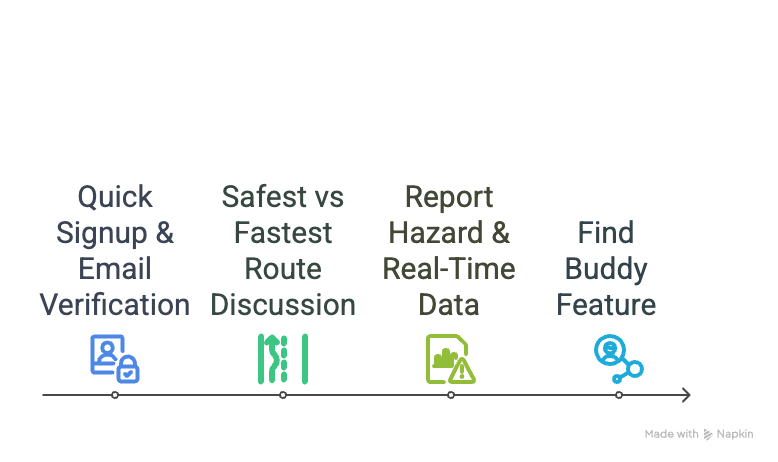 Quick
Signup &
Email
Verification
Safest vs
Fastest
Route
Discussion
Report
Hazard &
Real-Time
Data
Find
Buddy
Feature
Made with Napkin